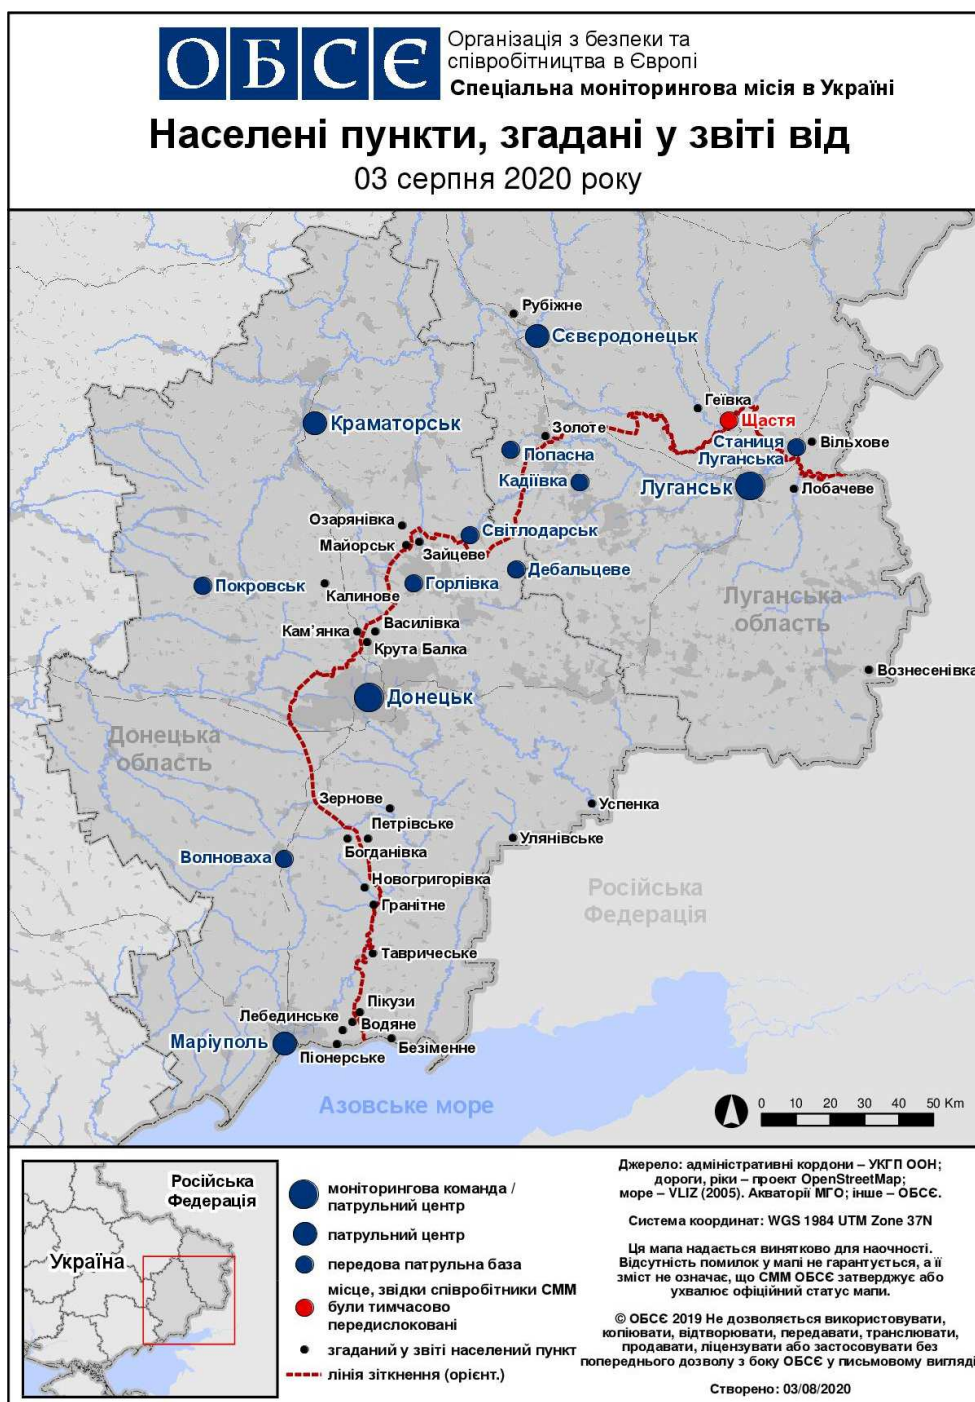 ОБСЄ
Організація з безпеки та
співробітництва в Європі
Спеціальна моніторингова місія в Україні
Населені пункти, згадані у звіті від
03 серпня 2020 року
Рубіжне
Сєвєродонецьк
Геївка
Щастя
Краматорськ
Золоте
Станиця
Луганська
Вільхове
Попасна
Кадіївка
Луганськ
Лобачеве
Озарянівка
Світлодарськ
Майорськ
Зайцеве
Дебальцеве
Покровськ
Калинове
Горлівка
Луганська
область
Кам'янка
Василівка
Крута Балка
Вознесенівка
Донецьк
Донецька
область
Зернове
Успенка
Петрівське
Улянівське
Богданівка
Волноваха
Новогригорівка
Російська
Федерація
Гранітне
Тавричеське
Пікузи
Лебединське
Водяне
Маріуполь
Безіменне
Піонерське
Азовське море
0 10 20 30 40 50 Km
Російська
Федерація
Україна
моніторингова команда /
патрульний центр
патрульний центр
передова патрульна база
місце, звідки співробітники СММ
були тимчасово
передислоковані
згаданий у звіті населений пункт
лінія зіткнення (орієнт.)
Джерело: адміністративні кордони – УКГП ООН;
дороги, ріки – проект OpenStreetMap;
море – VLIZ (2005). Акваторії МГО; інше – ОБСЄ.
Система координат: WGS 1984 UTM Zone 37N
Ця мапа надається винятково для наочності.
Відсутність помилок у мапі не гарантується, а її
зміст не означає, що СММ ОБСЄ затверджує або
ухвалює офіційний статус мапи.
© ОБСЄ 2019 Не дозволяється використовувати,
копіювати, відтворювати, передавати, транслювати,
продавати, ліцензувати або застосовувати без
попереднього дозволу з боку ОБСЄ у письмовому вигляді
Створено: 03/08/2020